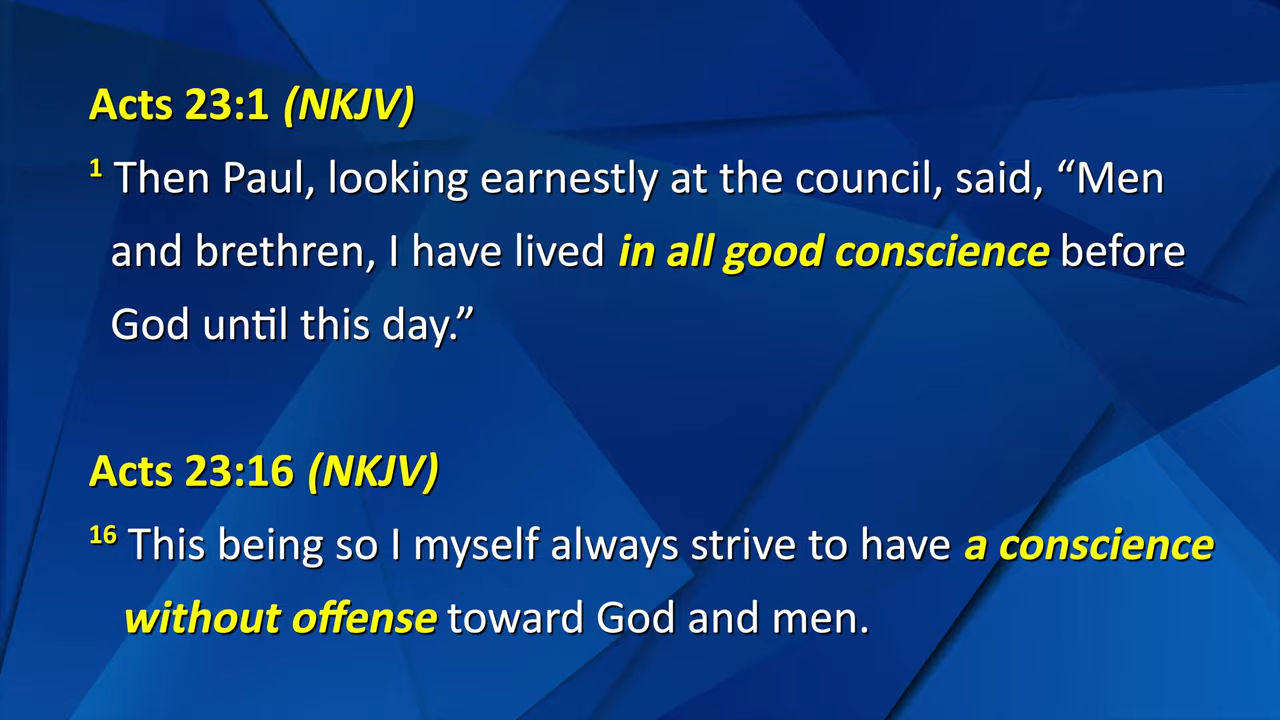 Acts 23:1 (NKJV)
1 Then Paul, looking earnestly at the council, said, “Men
and brethren, I have lived in all good conscience before
God until this day.”
Acts 23:16 (NKJV)
16 This being so I myself always strive to have a conscience
without offense toward God and men.